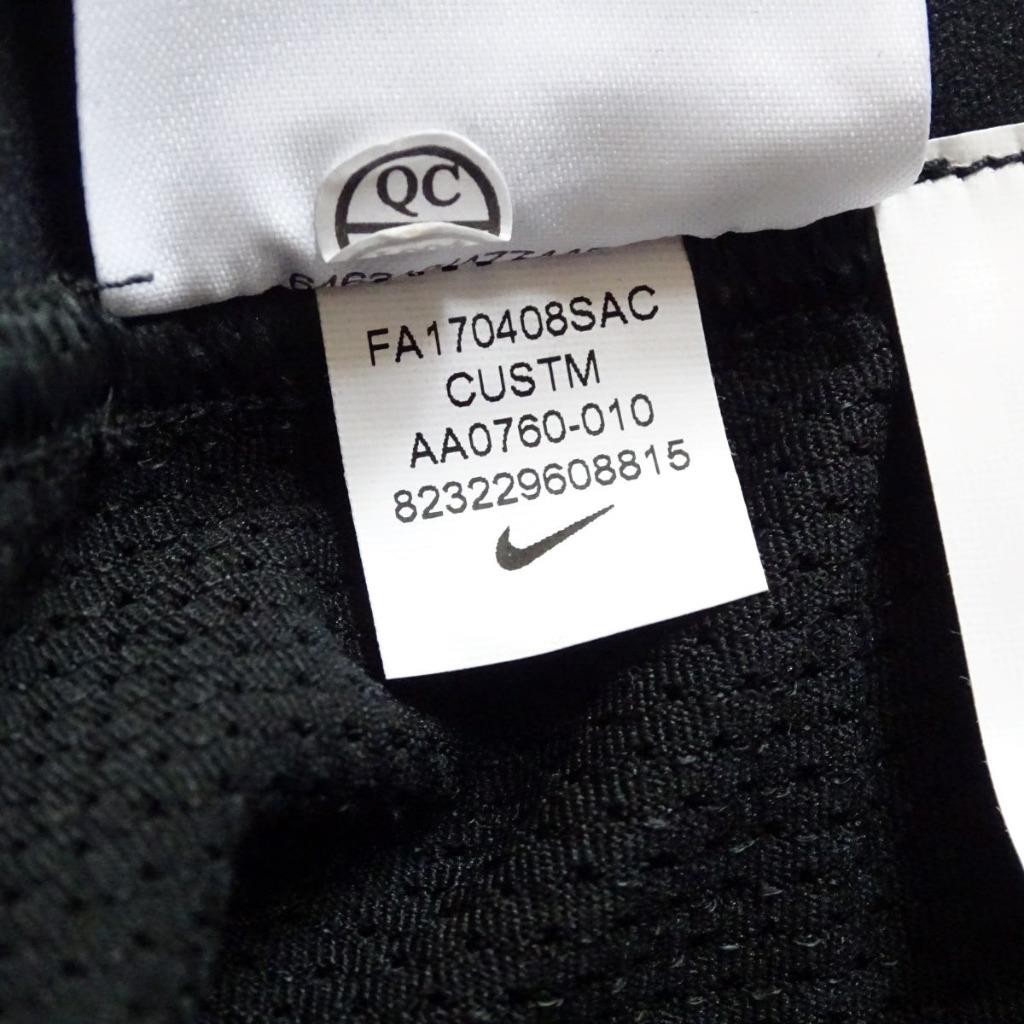 QC
FA170408SAC
CUSTM
AA0760-010
823229608815